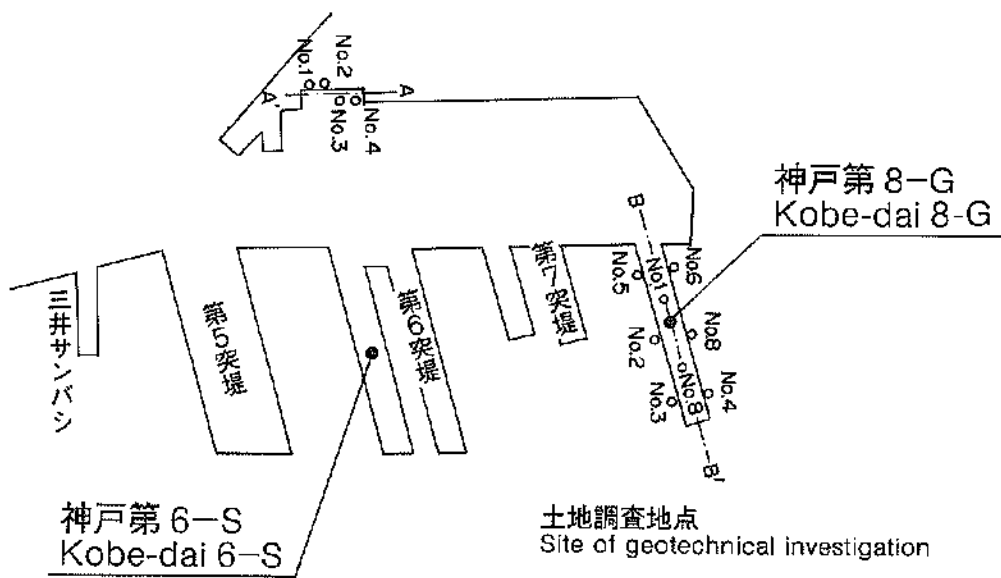 No.1
No.2
A'
A
No.3
No.4
神戸第 8-G
Kobe-dai 8-G
B
No.6
No.1
No.5
第7突堤
第6突堤
第5突堤
三井サンバシ
No.8
No.2
No.4
No.8
No.3
B'
神戸第 6-S
Kobe-dai 6-S
土地調査地点
Site of geotechnical investigation